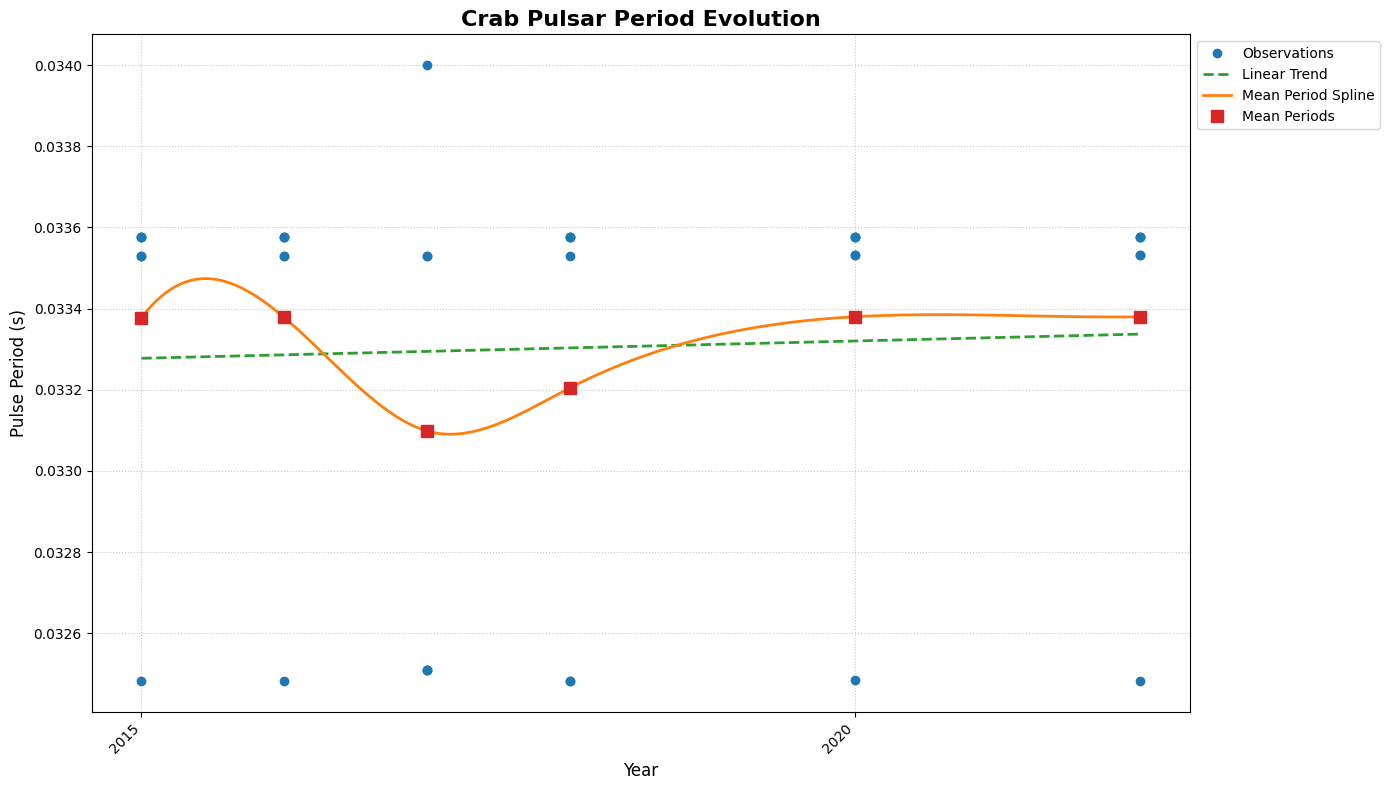 Crab Pulsar Period Evolution
Observations
Linear Trend
Mean Period Spline
Mean Periods
Pulse Period (s)
0.0340
0.0338
0.0336
0.0334
0.0332
0.0330
0.0328
0.0326
2015
2020
Year